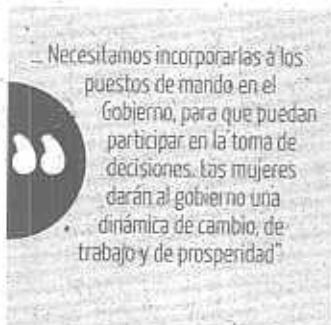 ... Necesitamos incorporarlas a los
puestos de mando en el
Gobierno, para que puedan
participar en la toma de
decisiones. Las mujeres
darán al gobierno una
dinámica de cambio, de
trabajo y de prosperidad”